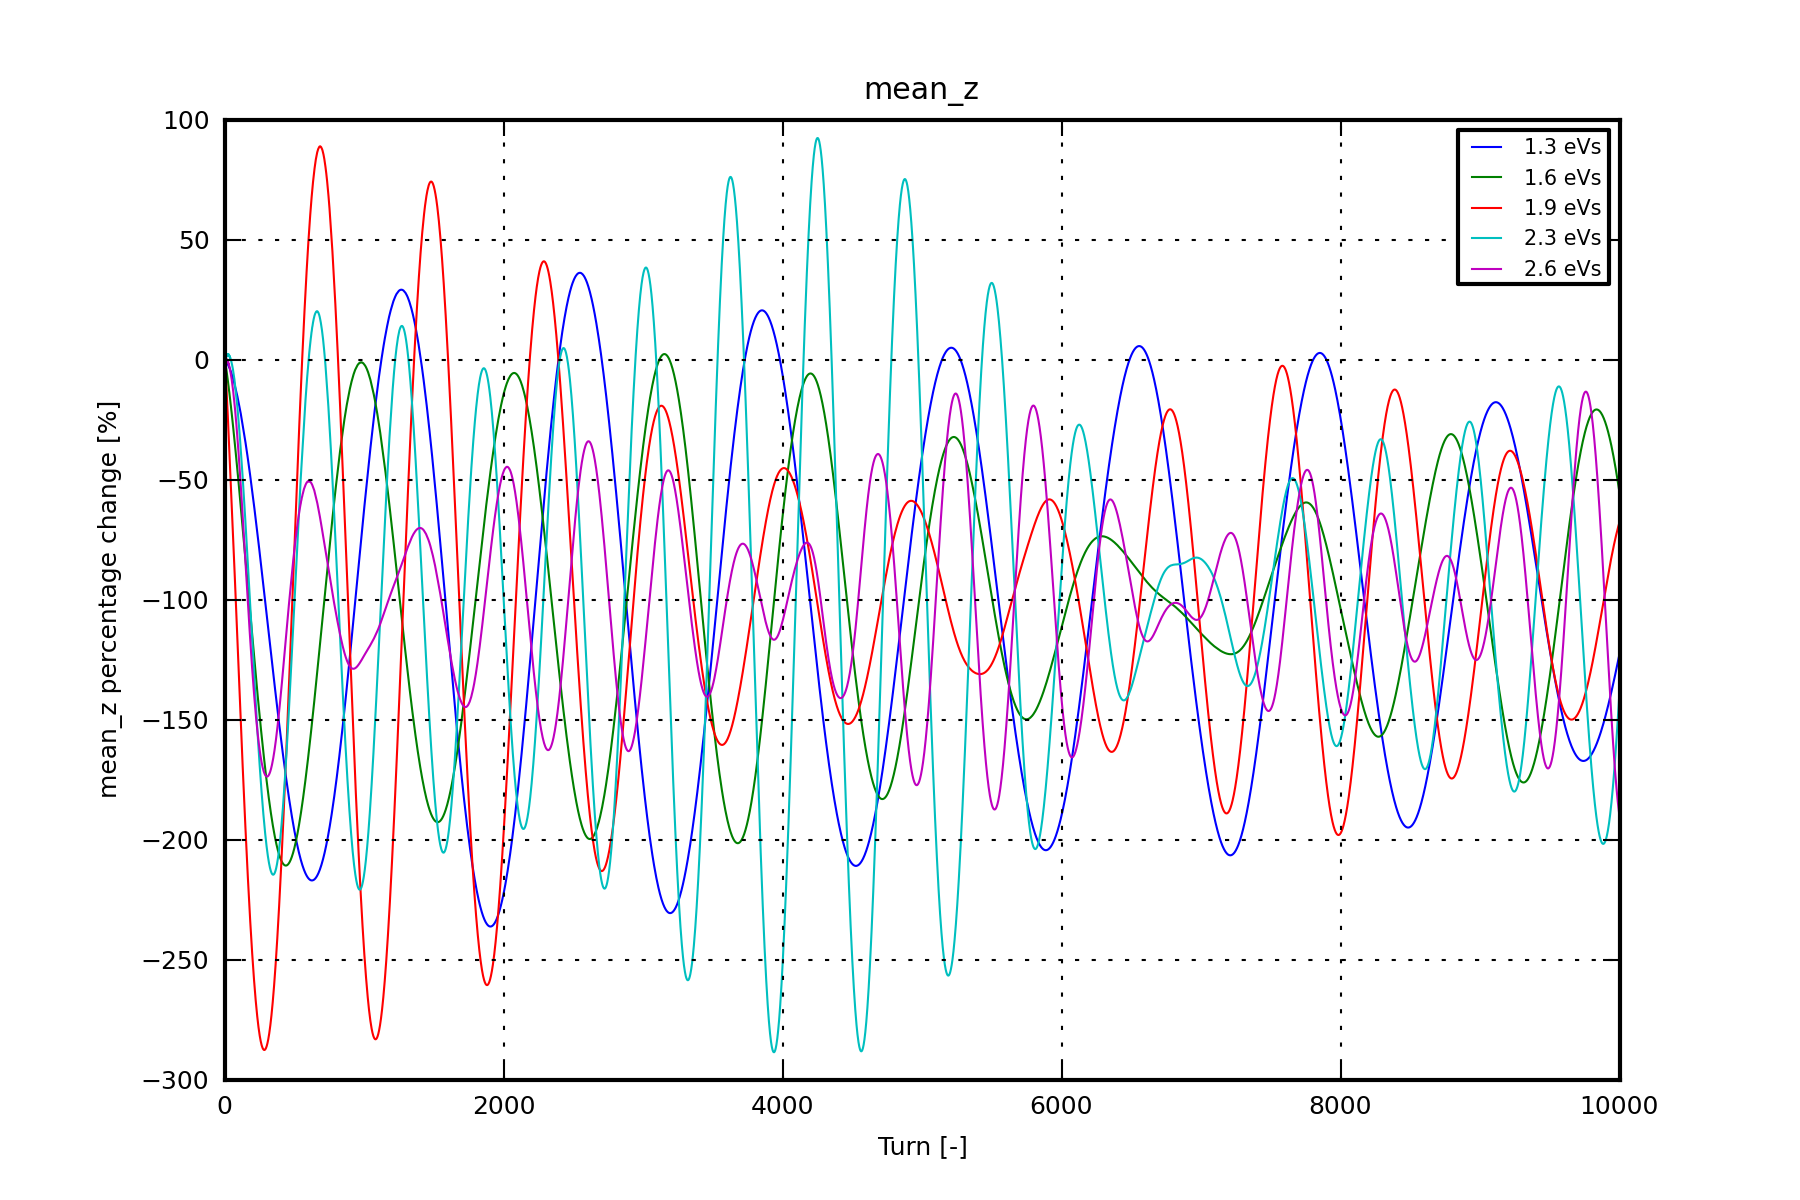 mean_z
100
50
0
−50
−100
−150
−200
−250
−300
mean_z percentage change [%]
1.3 eVs
1.6 eVs
1.9 eVs
2.3 eVs
2.6 eVs
0 2000 4000 6000 8000 10000
Turn [-]